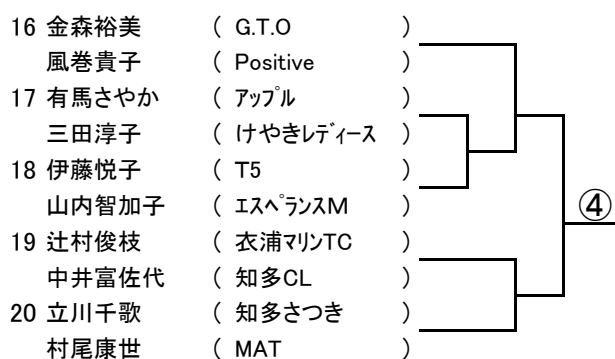 16 金森裕美 ( G.T.O )
風巻貴子 ( Positive )
17 有馬さやか ( アップル )
三田淳子 ( けやきレディース )
18 伊藤悦子 ( T5 )
山内智加子 ( エスペランスM )
④
19 辻村俊枝 ( 衣浦マリンTC )
中井富佐代 ( 知多CL )
20 立川千歌 ( 知多さつき )
村尾康世 ( MAT )